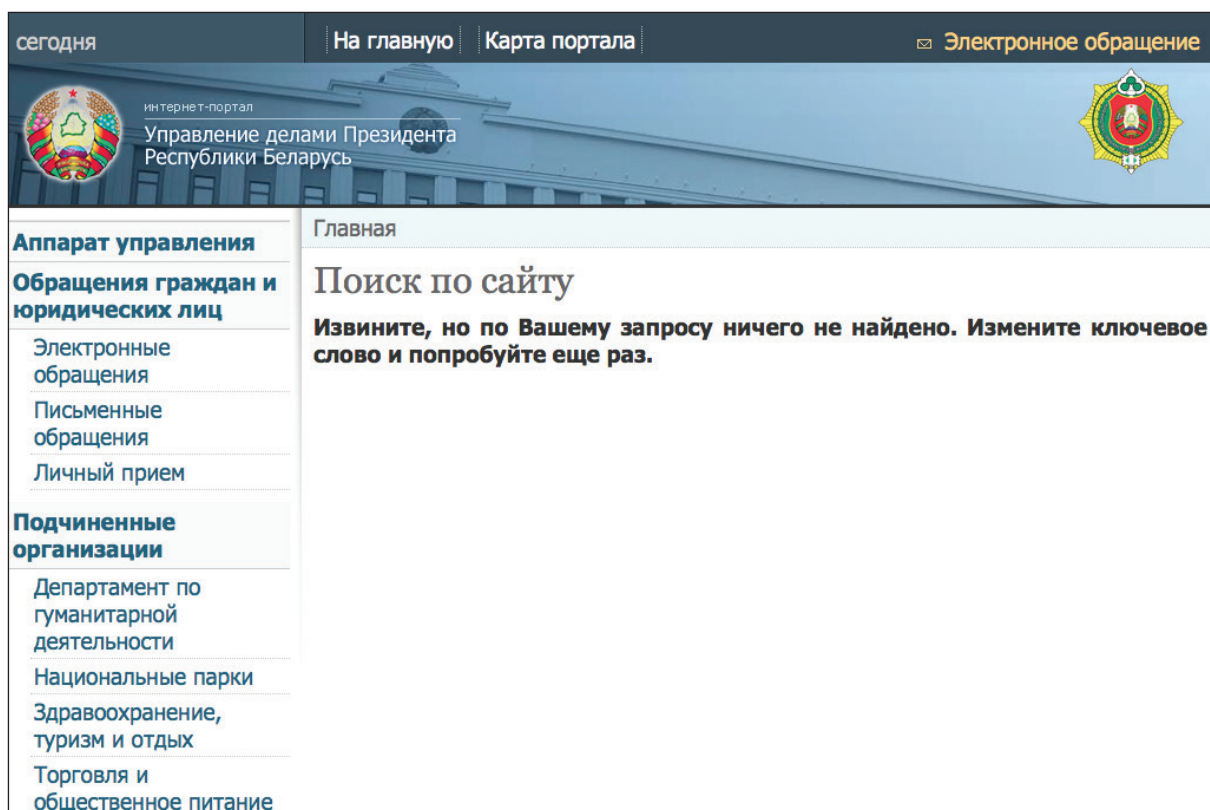 сегодня
На главную
Карта портала
Электронное обращение
интернет-портал
Управление делами Президента
Республики Беларусь
Аппарат управления
Обращения граждан и
юридических лиц
Электронные
обращения
Письменные
обращения
Личный прием
Подчиненные
организации
Департамент по
гуманитарной
деятельности
Национальные парки
Здравоохранение,
туризм и отдых
Торговля и
общественное питание
Главная
Поиск по сайту
Извините, но по Вашему запросу ничего не найдено. Измените ключевое
слово и попробуйте еще раз.